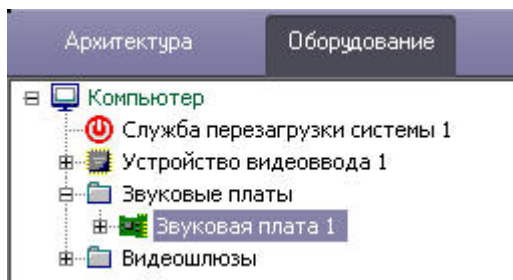 Архитектура Оборудование
Компьютер
Служба перезагрузки системы 1
Устройство видеоввода 1
Звуковые платы
Звуковая плата 1
Видеошлюзы